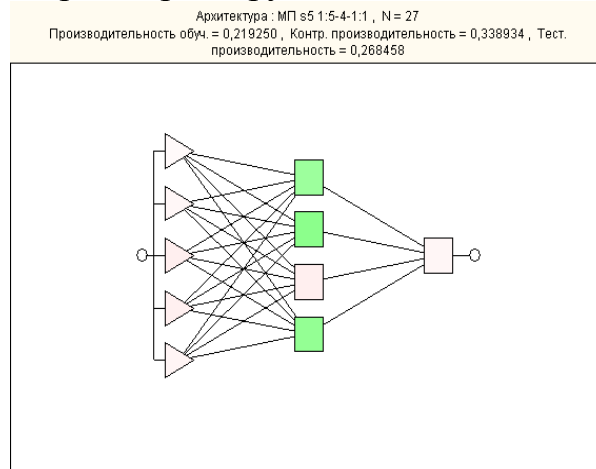 Архитектура : МП s5 1:5-4-1:1 , N = 27
Производительность обуч. = 0,219250 , Контр. производительность = 0,338934 , Тест.
производительность = 0,268458